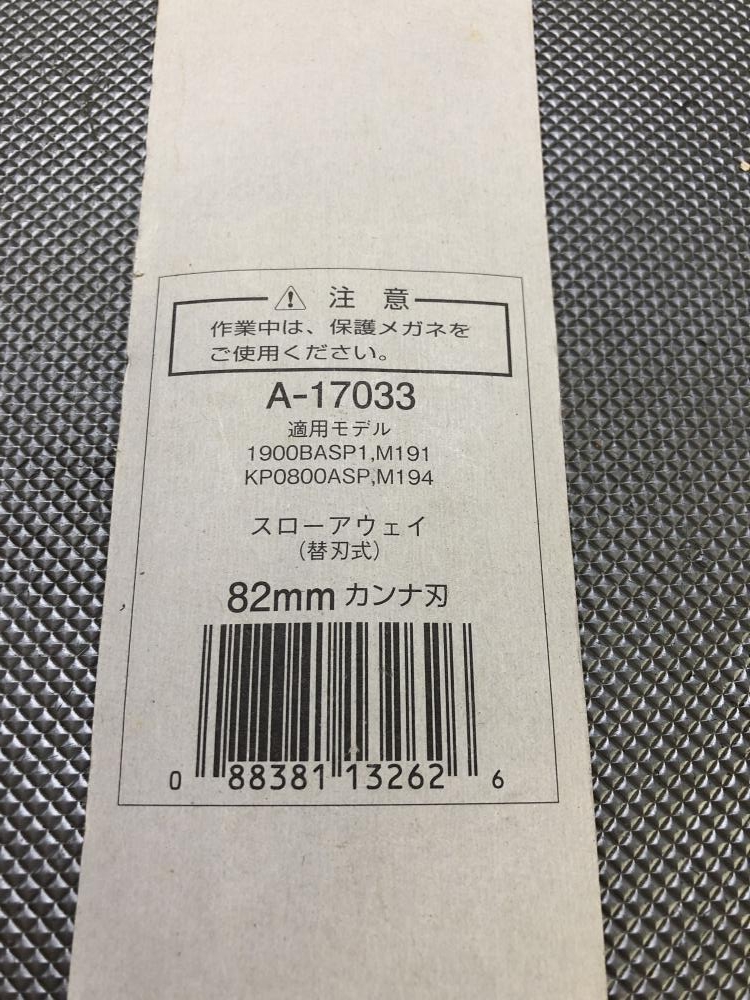 ⚠ 注 意
作業中は、保護メガネを
ご使用ください。
A-17033
適用モデル
1900BASP1,M191
KP0800ASP,M194
スローアウェイ
(替刃式)
82mm カンナ刃
0 88381 13262 6